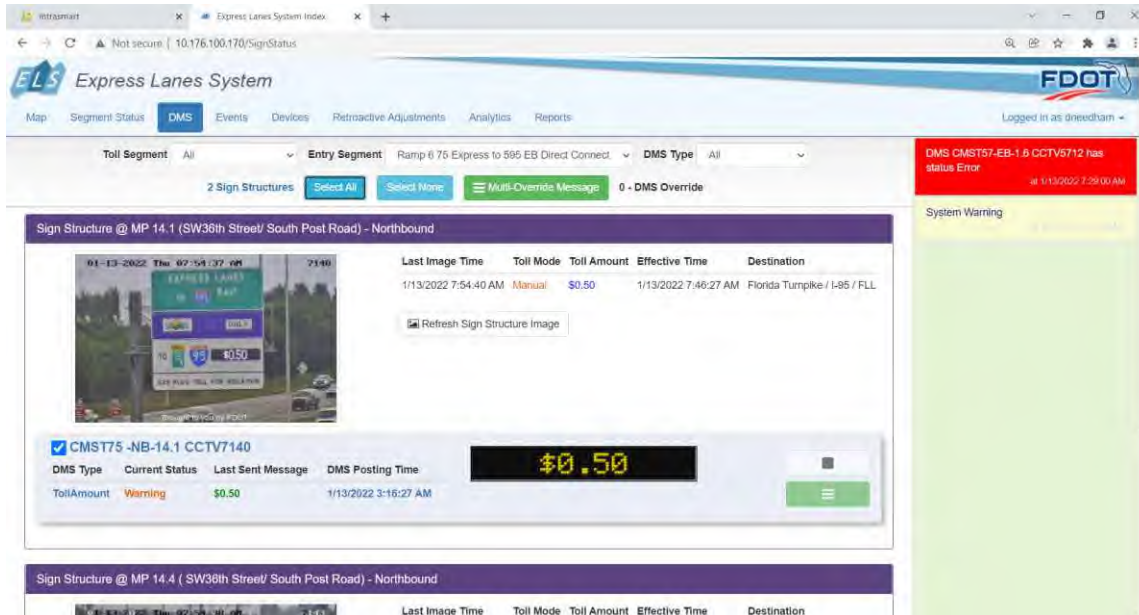 intrasmart
Express Lanes System Index
Not secure | 10.176.100.170/SignStatus
ELS Express Lanes System
FDOT
Map Segment Status DMS Events Devices Retroactive Adjustments Analytics Reports
Logged in as dneedham
Toll Segment All Entry Segment Ramp 6 75 Express to 595 EB Direct Connect DMS Type All
2 Sign Structures Select All Select None Multi-Override Message 0 - DMS Override
DMS CMST57-EB-1.6 CCTV5712 has
status Error
at 1/13/2022 7:29:00 AM
System Warning
Sign Structure @ MP 14.1 (SW36th Street/ South Post Road) - Northbound
01-13-2022 Thu 07:54:37 AM 7140
EXPRESS LANES
EAST
ONLY
TO 95 $0.50
Last Image Time Toll Mode Toll Amount Effective Time Destination
1/13/2022 7:54:40 AM Manual $0.50 1/13/2022 7:46:27 AM Florida Turnpike / I-95 / FLL
Refresh Sign Structure Image
CMST75 -NB-14.1 CCTV7140
DMS Type Current Status Last Sent Message DMS Posting Time
TollAmount Warning $0.50 1/13/2022 3:16:27 AM
$0.50
Sign Structure @ MP 14.4 ( SW36th Street/ South Post Road) - Northbound
Last Image Time Toll Mode Toll Amount Effective Time Destination